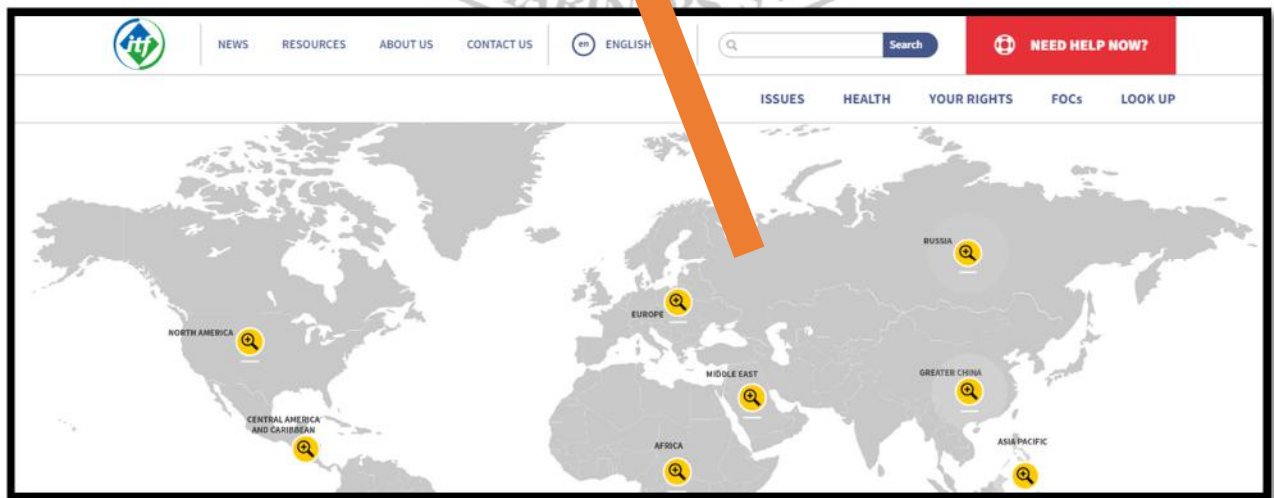 itf
NEWS RESOURCES ABOUT US CONTACT US en ENGLISH Search NEED HELP NOW?
ISSUES HEALTH YOUR RIGHTS FOCs LOOK UP
RUSSIA
EUROPE
NORTH AMERICA
MIDDLE EAST
GREATER CHINA
CENTRAL AMERICA
AND CARIBBEAN
AFRICA
ASIA PACIFIC